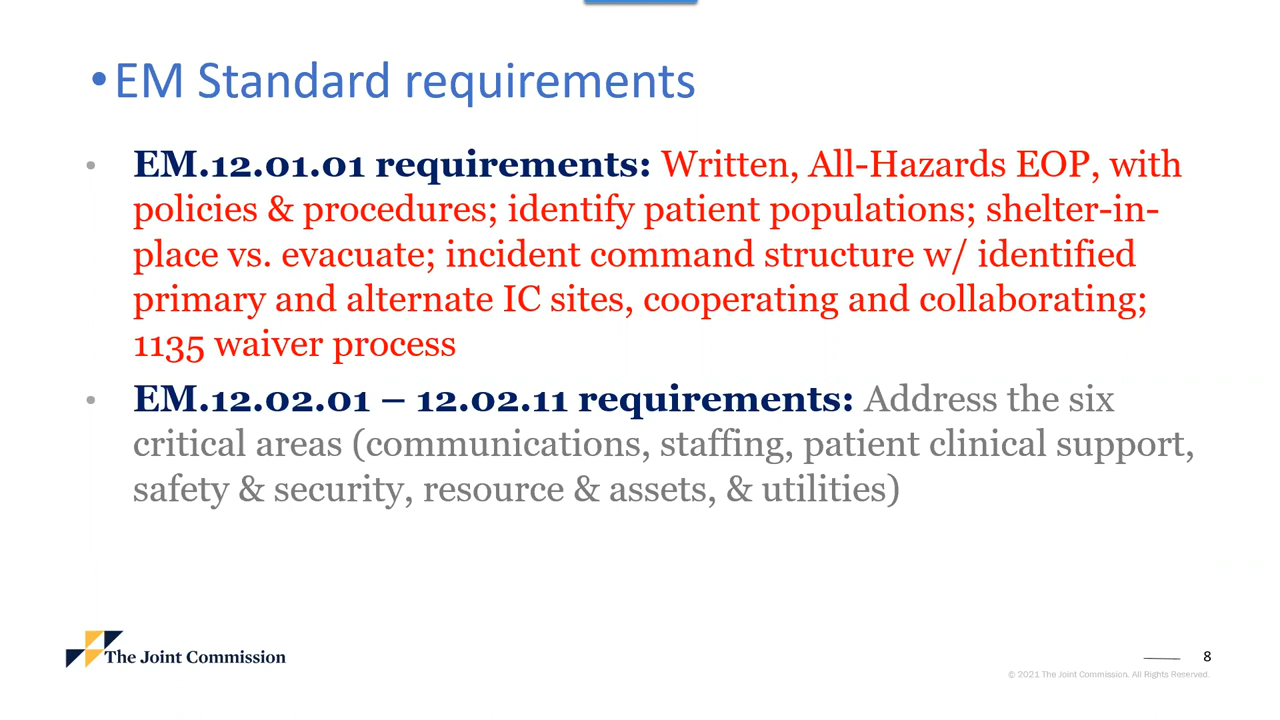 •EM Standard requirements
• EM.12.01.01 requirements: Written, All-Hazards EOP, with
policies & procedures; identify patient populations; shelter-in-
place vs. evacuate; incident command structure w/ identified
primary and alternate IC sites, cooperating and collaborating;
1135 waiver process
• EM.12.02.01 – 12.02.11 requirements: Address the six
critical areas (communications, staffing, patient clinical support,
safety & security, resource & assets, & utilities)
The Joint Commission
8
© 2021 The Joint Commission. All Rights Reserved.